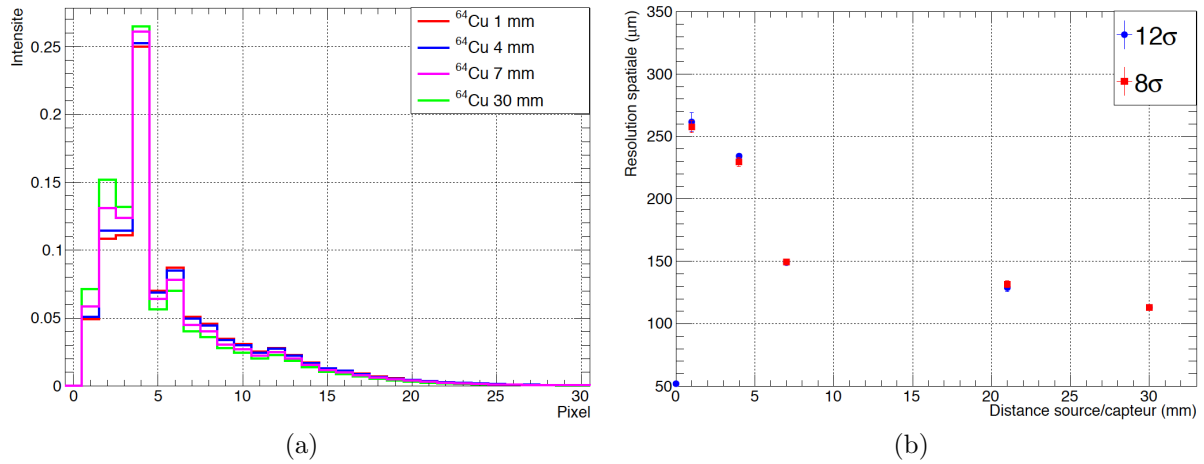 Intensite
0.25
0.2
0.15
0.1
0.05
0
0 5 10 15 20 25 30
Pixel
⁶⁴Cu 1 mm
⁶⁴Cu 4 mm
⁶⁴Cu 7 mm
⁶⁴Cu 30 mm
(a)
Resolution spatiale (μm)
350
300
250
200
150
100
50
0 5 10 15 20 25 30
Distance source/capteur (mm)
12σ
8σ
(b)